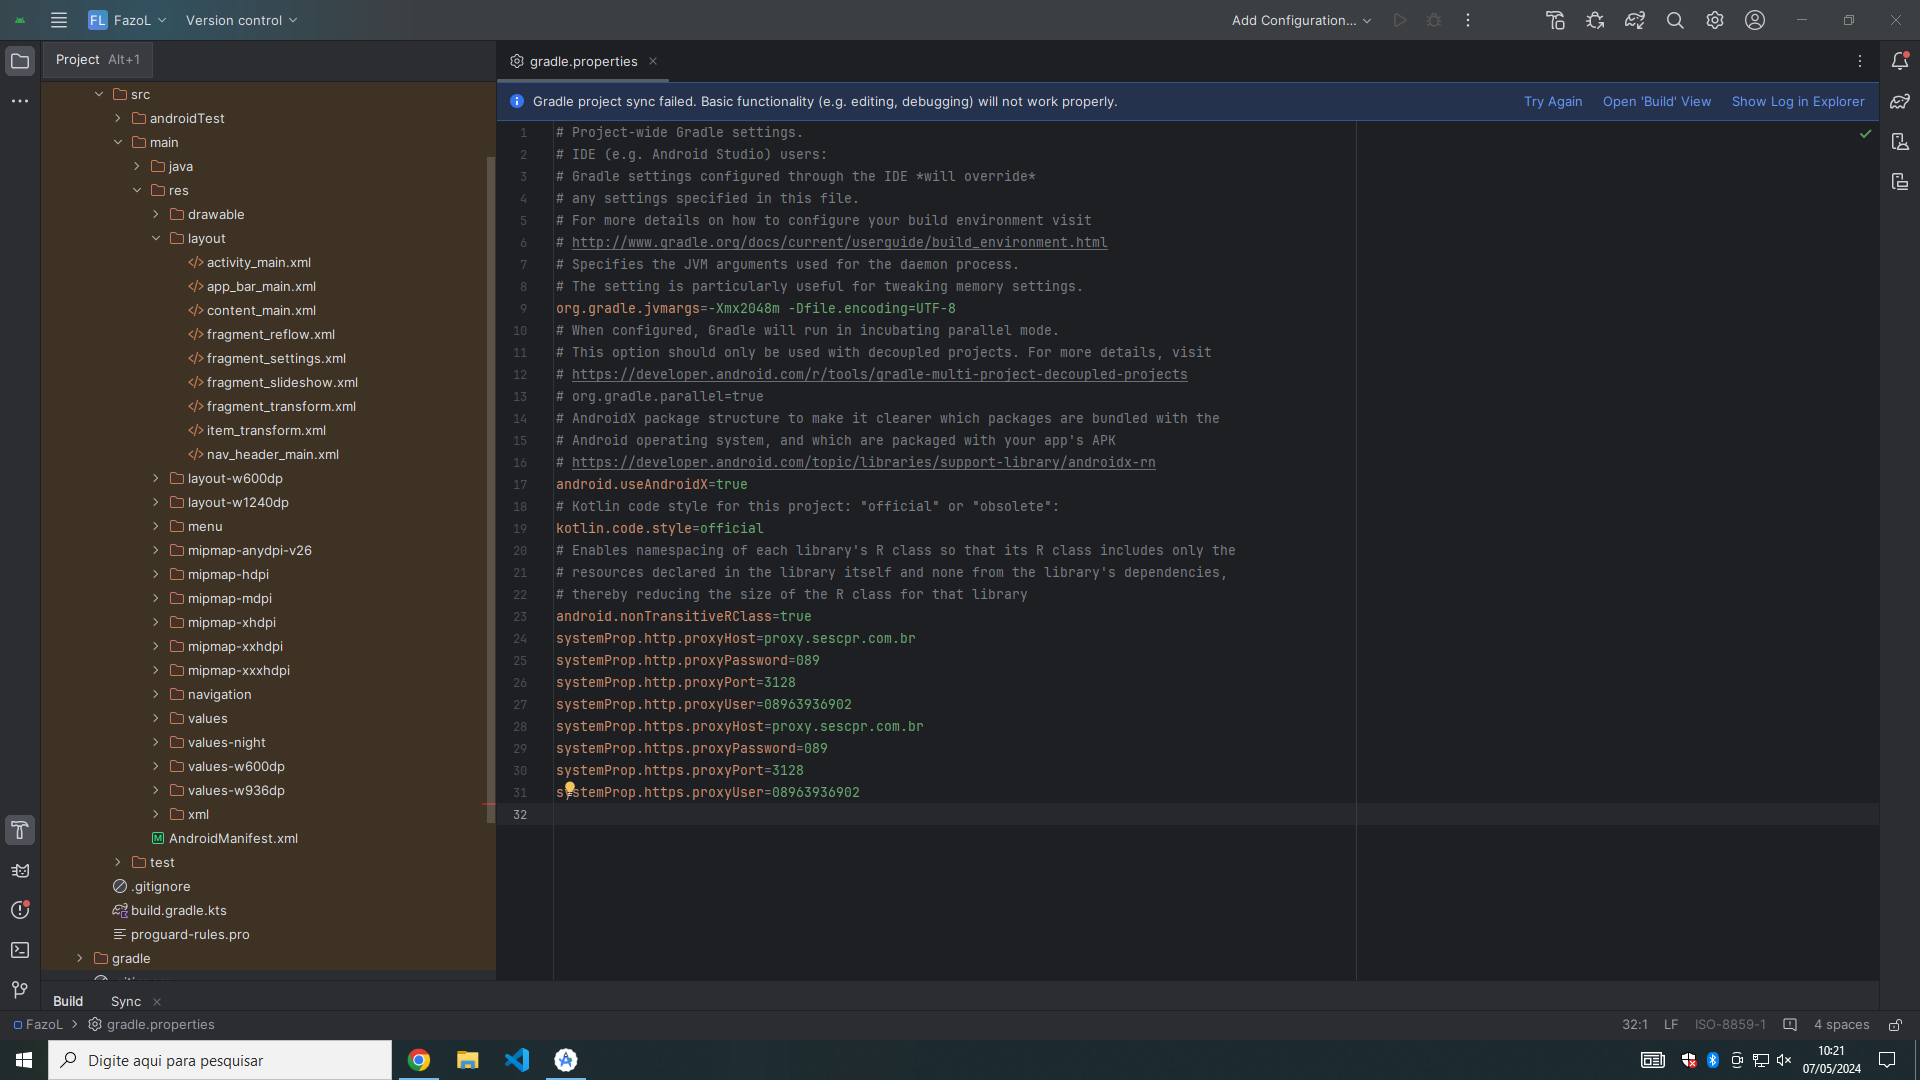 FL FazoL Version control Add Configuration...
Project Alt+1
gradle.properties
Gradle project sync failed. Basic functionality (e.g. editing, debugging) will not work properly. Try Again Open 'Build' View Show Log in Explorer
src
androidTest
main
java
res
drawable
layout
activity_main.xml
app_bar_main.xml
content_main.xml
fragment_reflow.xml
fragment_settings.xml
fragment_slideshow.xml
fragment_transform.xml
item_transform.xml
nav_header_main.xml
layout-w600dp
layout-w1240dp
menu
mipmap-anydpi-v26
mipmap-hdpi
mipmap-mdpi
mipmap-xhdpi
mipmap-xxhdpi
mipmap-xxxhdpi
navigation
values
values-night
values-w600dp
values-w936dp
xml
AndroidManifest.xml
test
.gitignore
build.gradle.kts
proguard-rules.pro
gradle
1 # Project-wide Gradle settings.
2 # IDE (e.g. Android Studio) users:
3 # Gradle settings configured through the IDE *will override*
4 # any settings specified in this file.
5 # For more details on how to configure your build environment visit
6 # http://www.gradle.org/docs/current/userguide/build_environment.html
7 # Specifies the JVM arguments used for the daemon process.
8 # The setting is particularly useful for tweaking memory settings.
9 org.gradle.jvmargs=-Xmx2048m -Dfile.encoding=UTF-8
10 # When configured, Gradle will run in incubating parallel mode.
11 # This option should only be used with decoupled projects. For more details, visit
12 # https://developer.android.com/r/tools/gradle-multi-project-decoupled-projects
13 # org.gradle.parallel=true
14 # AndroidX package structure to make it clearer which packages are bundled with the
15 # Android operating system, and which are packaged with your app's APK
16 # https://developer.android.com/topic/libraries/support-library/androidx-rn
17 android.useAndroidX=true
18 # Kotlin code style for this project: "official" or "obsolete":
19 kotlin.code.style=official
20 # Enables namespacing of each library's R class so that its R class includes only the
21 # resources declared in the library itself and none from the library's dependencies,
22 # thereby reducing the size of the R class for that library
23 android.nonTransitiveRClass=true
24 systemProp.http.proxyHost=proxy.sescpr.com.br
25 systemProp.http.proxyPassword=089
26 systemProp.http.proxyPort=3128
27 systemProp.http.proxyUser=08963936902
28 systemProp.https.proxyHost=proxy.sescpr.com.br
29 systemProp.https.proxyPassword=089
30 systemProp.https.proxyPort=3128
31 systemProp.https.proxyUser=08963936902
32
Build Sync
FazoL > gradle.properties 32:1 LF ISO-8859-1 4 spaces
Digite aqui para pesquisar
10:21
07/05/2024